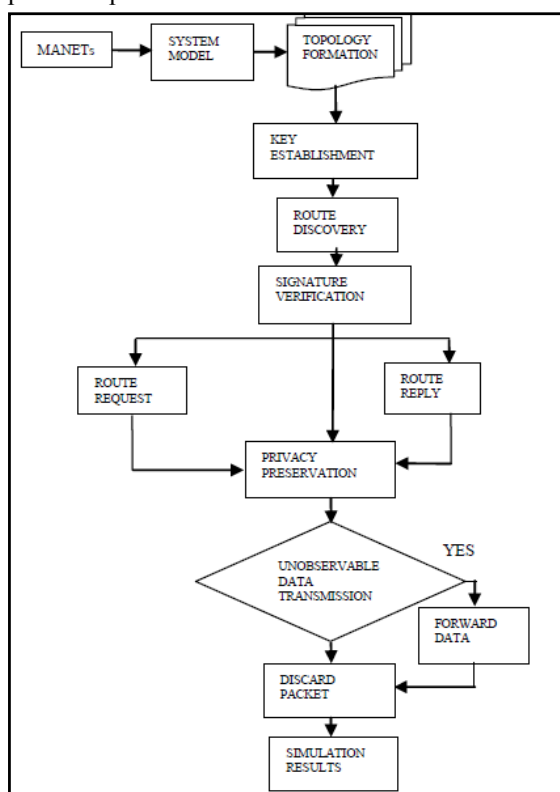 MANETs
SYSTEM
MODEL
TOPOLOGY
FORMATION
KEY
ESTABLISHMENT
ROUTE
DISCOVERY
SIGNATURE
VERIFICATION
ROUTE
REQUEST
ROUTE
REPLY
PRIVACY
PRESERVATION
YES
UNOBSERVABLE
DATA
TRANSMISSION
FORWARD
DATA
DISCARD
PACKET
SIMULATION
RESULTS